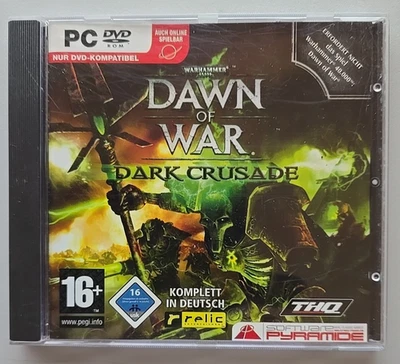 PC DVD
ROM
NUR DVD-KOMPATIBEL
AUCH ONLINE
SPIELBAR
ERFORDERT NICHT
das Spiel
Warhammer® 40.000™:
Dawn of War®
WARHAMMER
40,000
DAWN
OF
WAR
DARK CRUSADE
16+
www.pegi.info
16
KOMPLETT
IN DEUTSCH
relic
THQ
SOFTWARE
PYRAMIDE